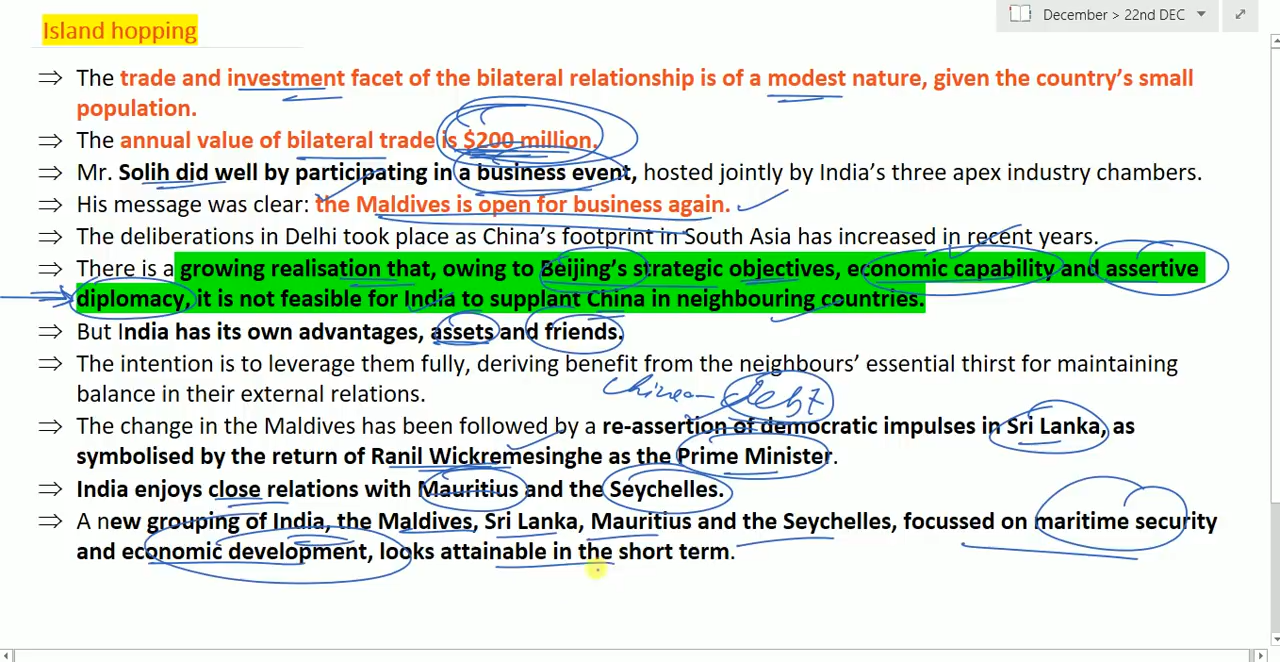 Island hopping
December > 22nd DEC
⇒ The trade and investment facet of the bilateral relationship is of a modest nature, given the country's small
population.
⇒ The annual value of bilateral trade is $200 million.
⇒ Mr. Solih did well by participating in a business event, hosted jointly by India's three apex industry chambers.
⇒ His message was clear: the Maldives is open for business again.
⇒ The deliberations in Delhi took place as China's footprint in South Asia has increased in recent years.
⇒ There is a growing realisation that, owing to Beijing's strategic objectives, economic capability and assertive
diplomacy, it is not feasible for India to supplant China in neighbouring countries.
⇒ But India has its own advantages, assets and friends.
⇒ The intention is to leverage them fully, deriving benefit from the neighbours' essential thirst for maintaining
balance in their external relations.
Chinese debt
⇒ The change in the Maldives has been followed by a re-assertion of democratic impulses in Sri Lanka, as
symbolised by the return of Ranil Wickremesinghe as the Prime Minister.
⇒ India enjoys close relations with Mauritius and the Seychelles.
⇒ A new grouping of India, the Maldives, Sri Lanka, Mauritius and the Seychelles, focussed on maritime security
and economic development, looks attainable in the short term.